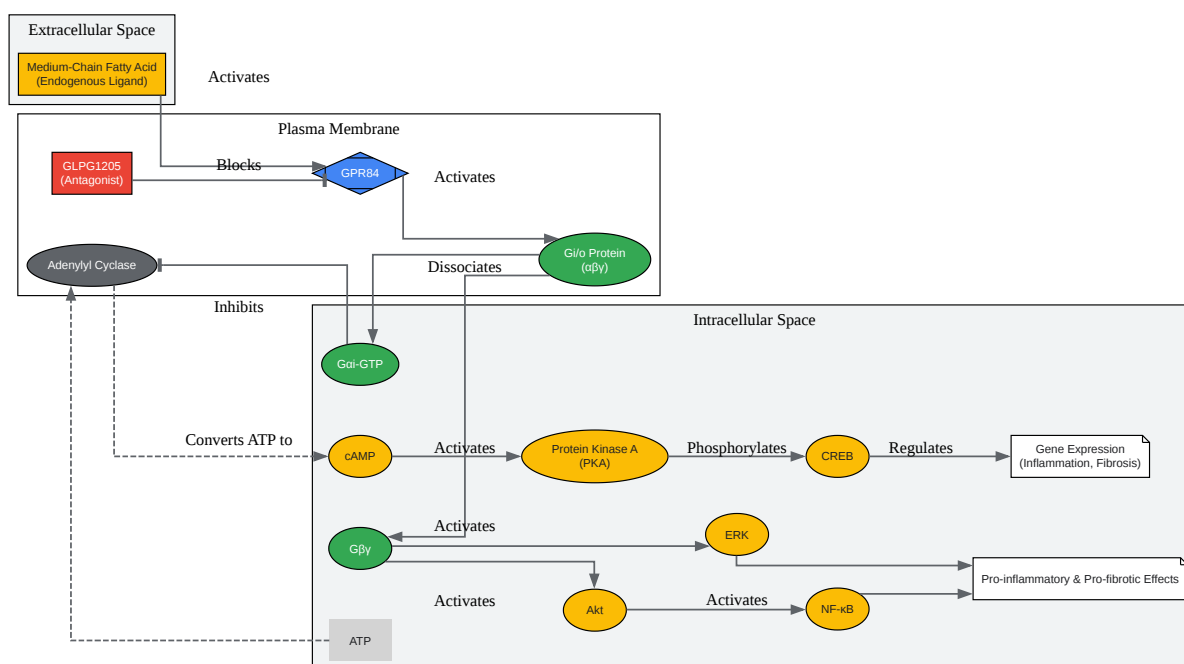 Extracellular Space
Medium-Chain Fatty Acid
(Endogenous Ligand)
Activates
Plasma Membrane
GLPG1205
(Antagonist)
Blocks
GPR84
Activates
Adenylyl Cyclase
Dissociates
Gi/o Protein
(αβγ)
Inhibits
Intracellular Space
Gαi-GTP
Converts ATP to
cAMP
Activates
Protein Kinase A
(PKA)
Phosphorylates
CREB
Regulates
Gene Expression
(Inflammation, Fibrosis)
Gβγ
Activates
ERK
Pro-inflammatory & Pro-fibrotic Effects
Activates
Akt
Activates
NF-κB
ATP